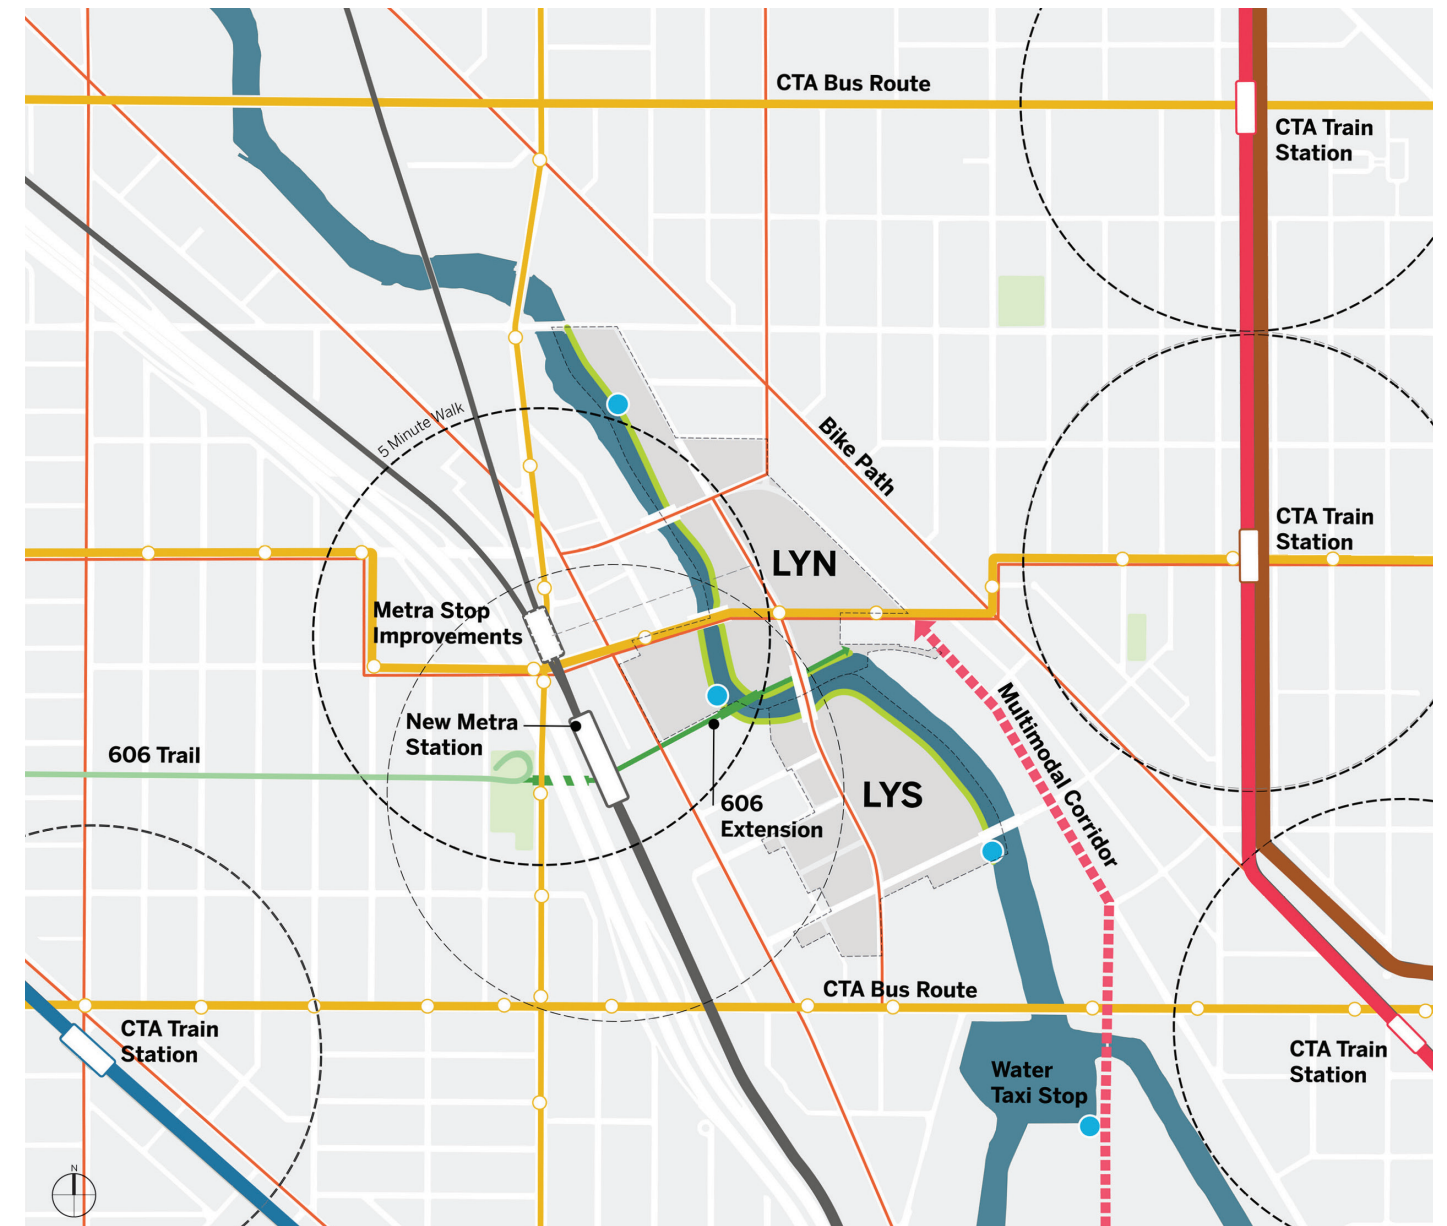 CTA Bus Route
CTA Train
Station
5 Minute Walk
Bike Path
CTA Train
Station
LYN
Metra Stop
Improvements
New Metra
Station
606 Trail
Multimodal Corridor
606
Extension
LYS
CTA Bus Route
CTA Train
Station
CTA Train
Station
Water
Taxi Stop
N